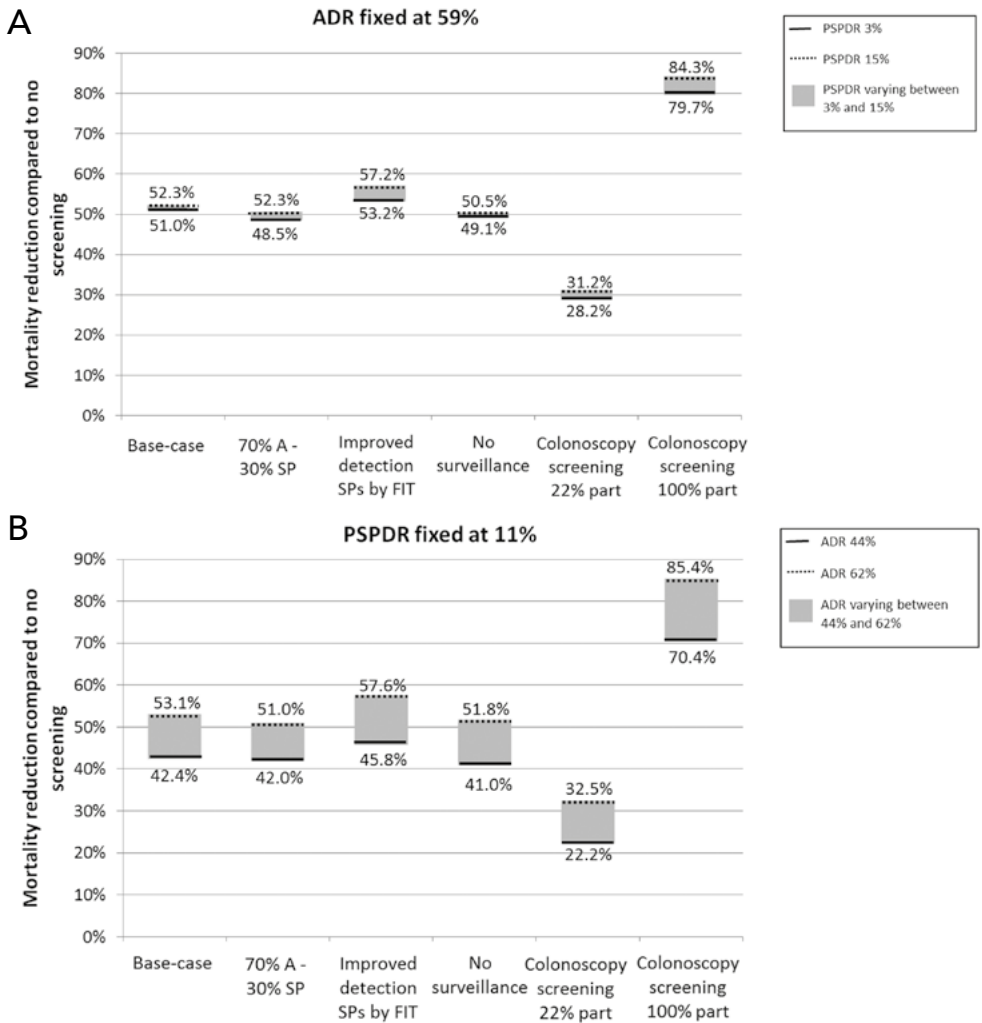 A
ADR fixed at 59%
PSPDR 3%
PSPDR 15%
PSPDR varying between
3% and 15%
Mortality reduction compared to no
screening
90%
80%
70%
60%
50%
40%
30%
20%
10%
0%
52.3%
51.0%
52.3%
48.5%
57.2%
53.2%
50.5%
49.1%
31.2%
28.2%
84.3%
79.7%
Base-case
70% A -
30% SP
Improved
detection
SPs by FIT
No
surveillance
Colonoscopy
screening
22% part
Colonoscopy
screening
100% part
B
PSPDR fixed at 11%
ADR 44%
ADR 62%
ADR varying between
44% and 62%
Mortality reduction compared to no
screening
90%
80%
70%
60%
50%
40%
30%
20%
10%
0%
53.1%
42.4%
51.0%
42.0%
57.6%
45.8%
51.8%
41.0%
32.5%
22.2%
85.4%
70.4%
Base-case
70% A -
30% SP
Improved
detection
SPs by FIT
No
surveillance
Colonoscopy
screening
22% part
Colonoscopy
screening
100% part